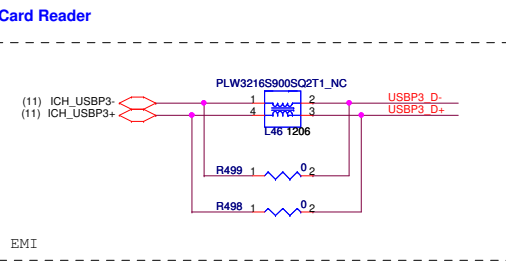 Card Reader
PLW3216S900SQ2T1_NC
(11) ICH_USBP3- 1 2 USBP3_D-
(11) ICH_USBP3+ 4 3 USBP3_D+
L46 1206
R499 1 0 2
R498 1 0 2
EMI